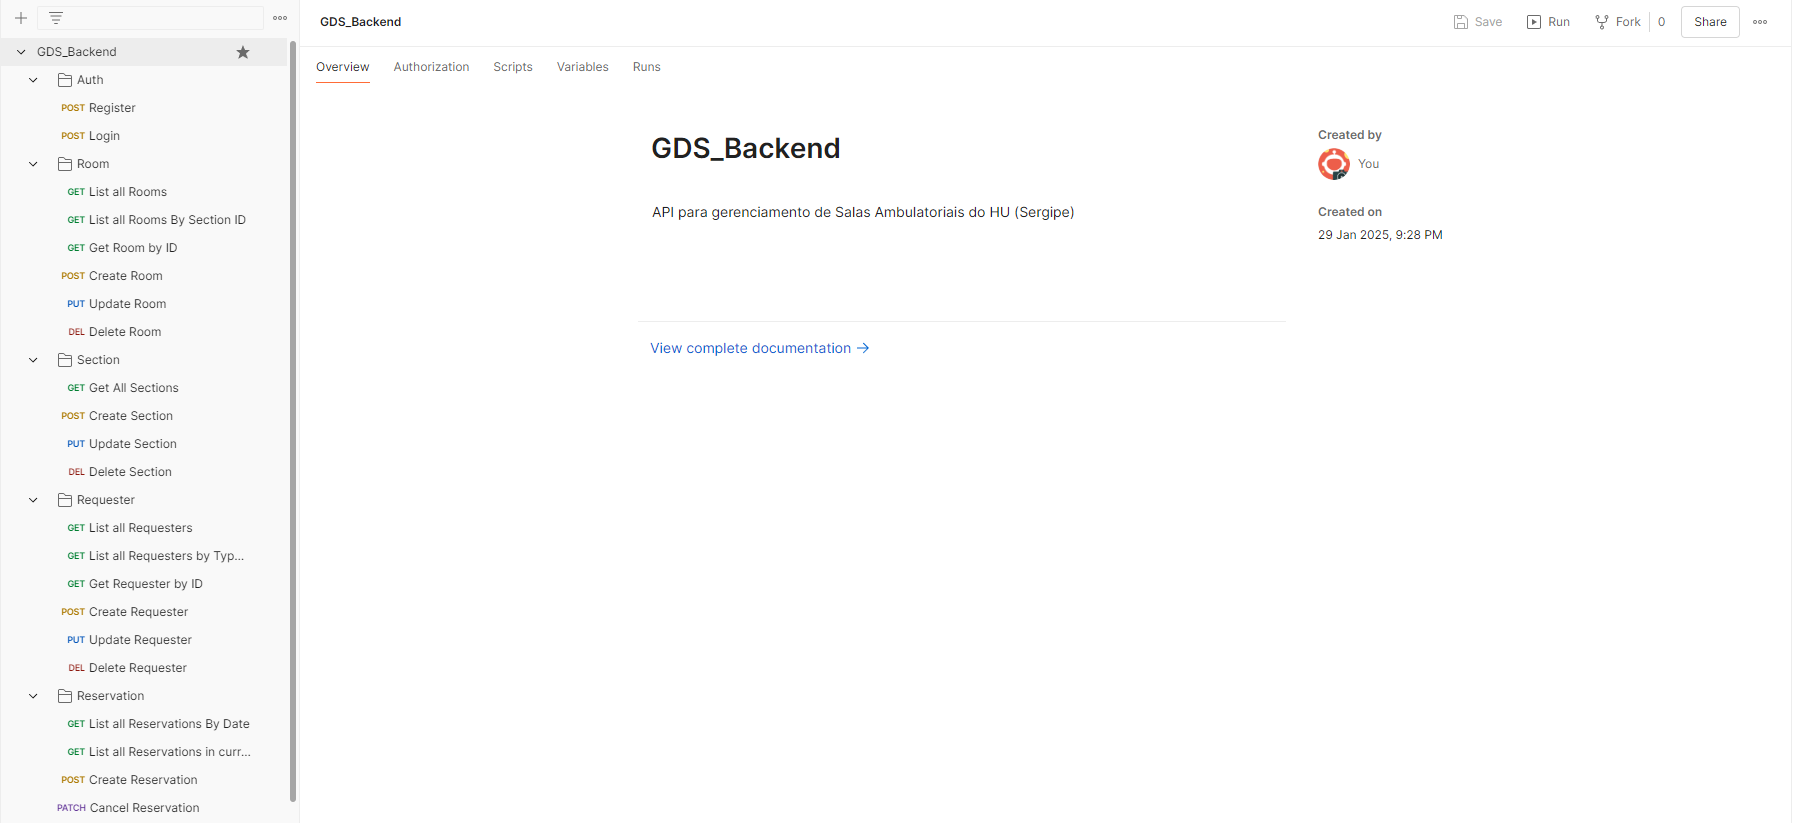 GDS_Backend
Auth
POST Register
POST Login
Room
GET List all Rooms
GET List all Rooms By Section ID
GET Get Room by ID
POST Create Room
PUT Update Room
DEL Delete Room
Section
GET Get All Sections
POST Create Section
PUT Update Section
DEL Delete Section
Requester
GET List all Requesters
GET List all Requesters by Typ...
GET Get Requester by ID
POST Create Requester
PUT Update Requester
DEL Delete Requester
Reservation
GET List all Reservations By Date
GET List all Reservations in curr...
POST Create Reservation
PATCH Cancel Reservation
GDS_Backend
Save Run Fork 0 Share
Overview Authorization Scripts Variables Runs
GDS_Backend
API para gerenciamento de Salas Ambulatoriais do HU (Sergipe)
View complete documentation →
Created by
You
Created on
29 Jan 2025, 9:28 PM